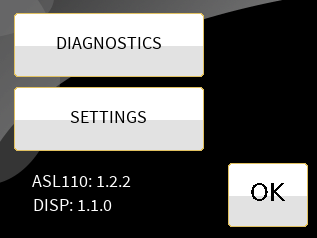 DIAGNOSTICS
SETTINGS
ASL110: 1.2.2
DISP: 1.1.0
OK